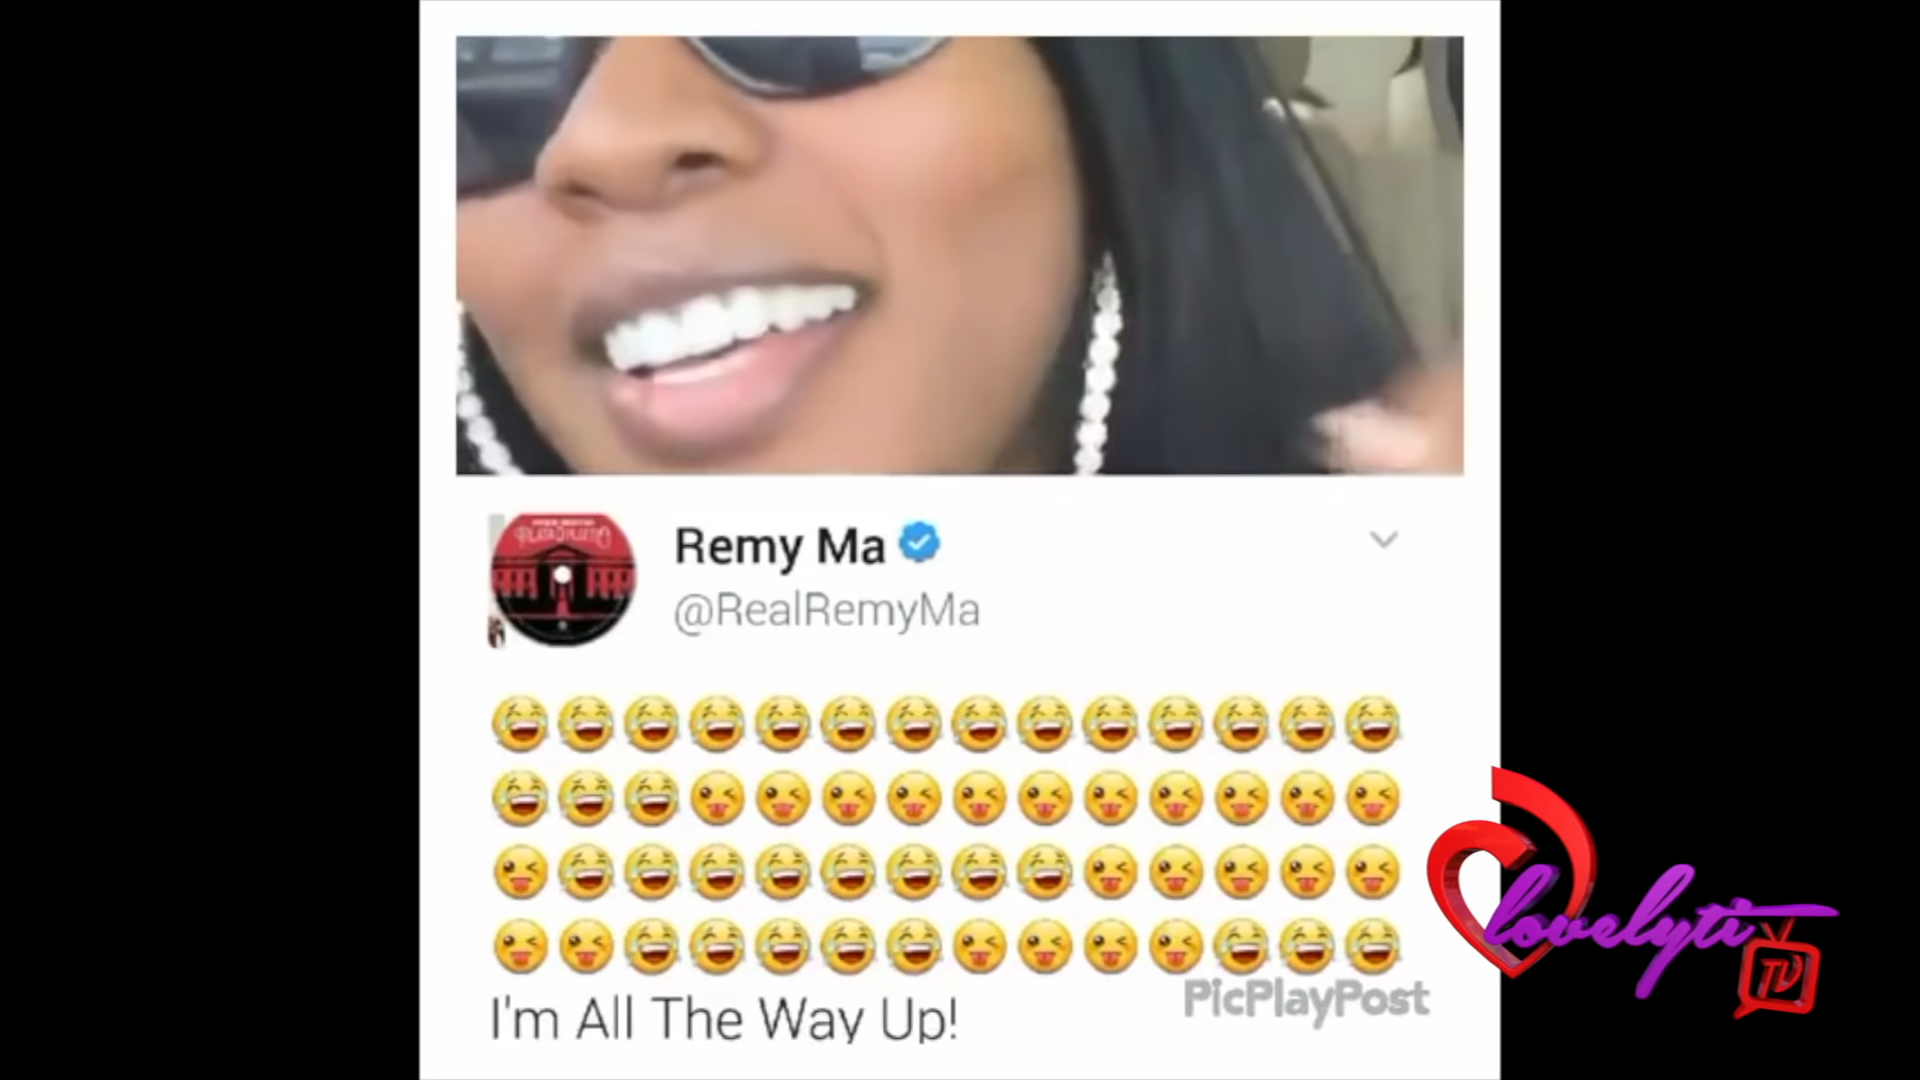 Remy Ma
@RealRemyMa
😂😂😂😂😂😂😂😂😂😂😂😂😂😂
😂😂😂😜😜😜😜😜😜😜😜😜😜😜
😜😂😂😂😂😂😂😂😂😜😜😜😜😜
😜😜😂😂😂😂😂😜😜😜😜😂😂😂
I'm All The Way Up!
PicPlayPost
lovelyti
TV